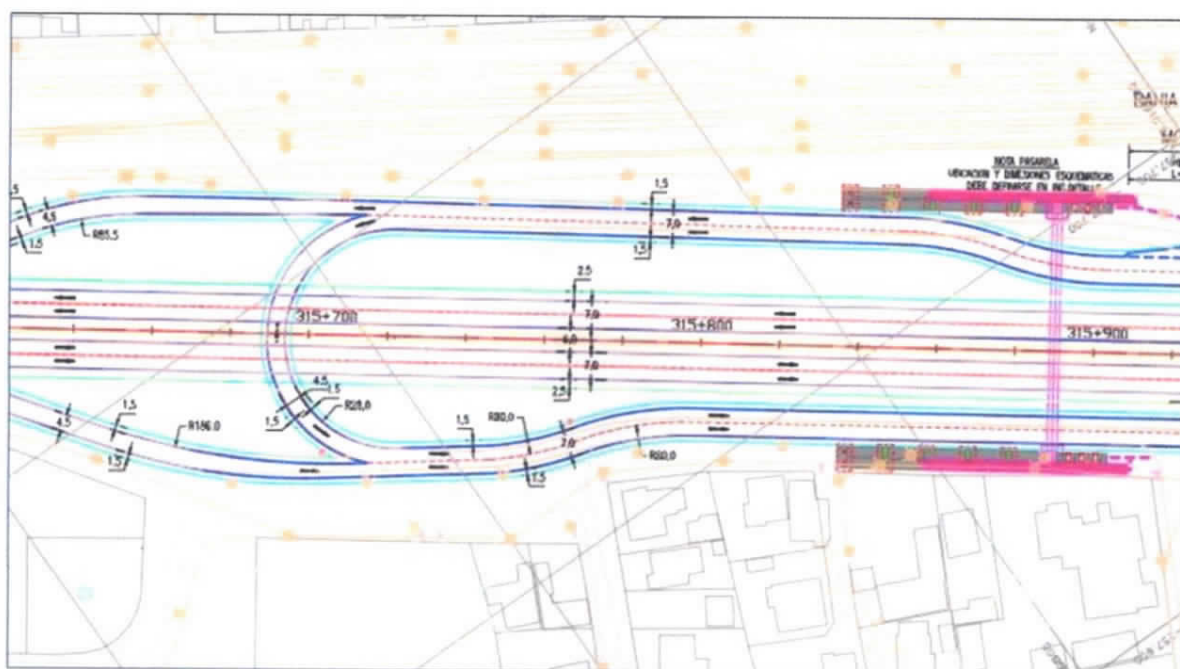 BAHIA
NOTA PASARELA
UBICACION Y DIMENSIONES ESQUEMATICAS
DEBE DEFINIRSE EN ING.DETALLE
1,5
4,5
1,5
R85.5
1,5
7,0
1,5
2.5
7,0
6,0
7,0
2.5
315+700
315+800
315+900
4.5
1,5
1,5
R28,0
1,5
4.5
1,5
R186.0
1,5
R80,0
7,0
1,5
R80,0